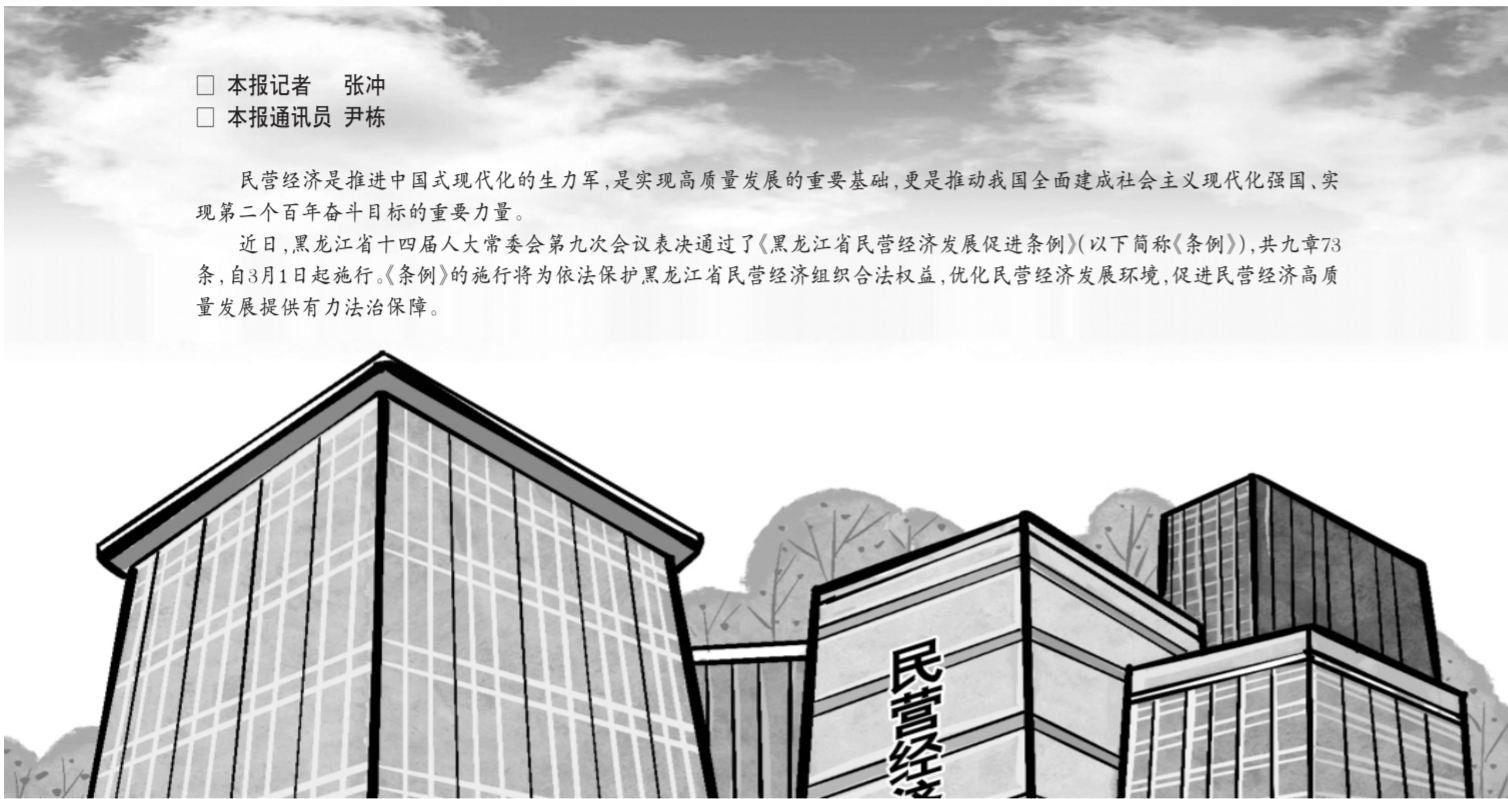 □ 本报记者 张冲
□ 本报通讯员 尹栋
民营经济是推进中国式现代化的生力军,是实现高质量发展的重要基础,更是推动我国全面建成社会主义现代化强国、实
现第二个百年奋斗目标的重要力量。
近日,黑龙江省十四届人大常委会第九次会议表决通过了《黑龙江省民营经济发展促进条例》(以下简称《条例》),共九章73
条,自3月1日起施行。《条例》的施行将为依法保护黑龙江省民营经济组织合法权益,优化民营经济发展环境,促进民营经济高质
量发展提供有力法治保障。
民营经济